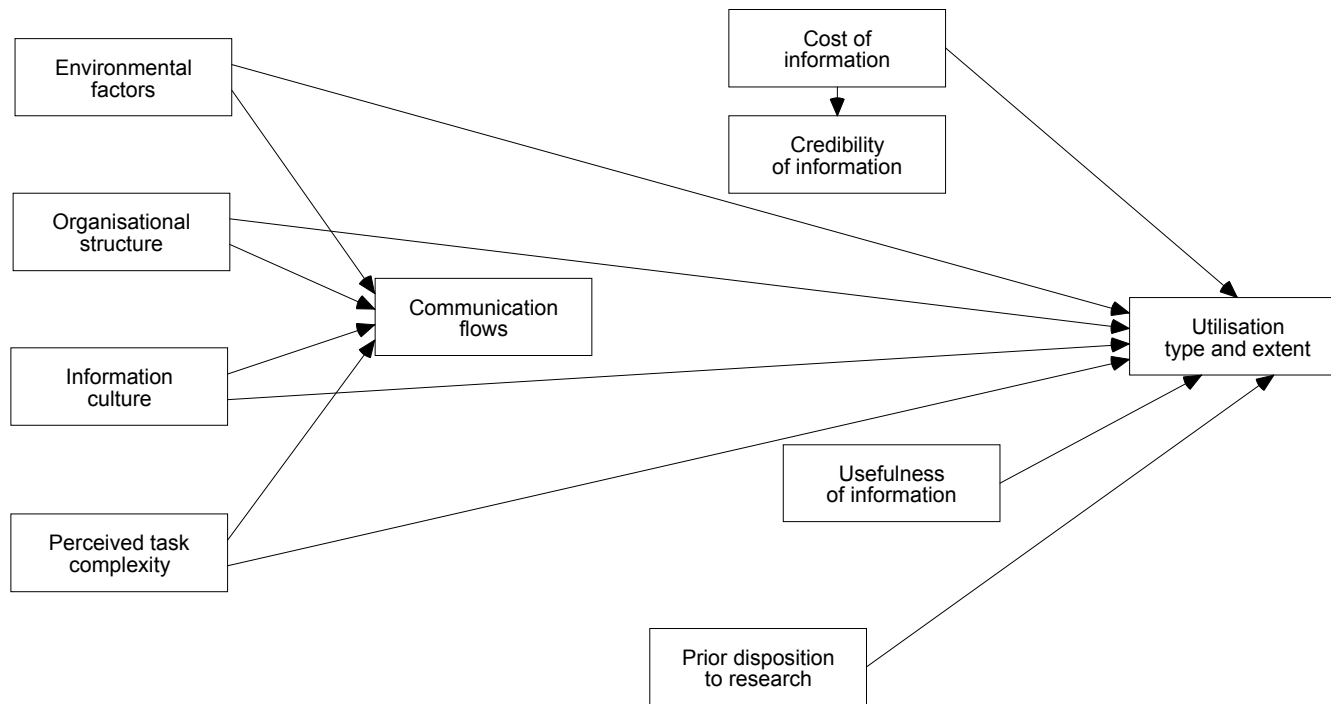 Environmental
factors
Cost of
information
Credibility
of information
Organisational
structure
Communication
flows
Utilisation
type and extent
Information
culture
Usefulness
of information
Perceived task
complexity
Prior disposition
to research